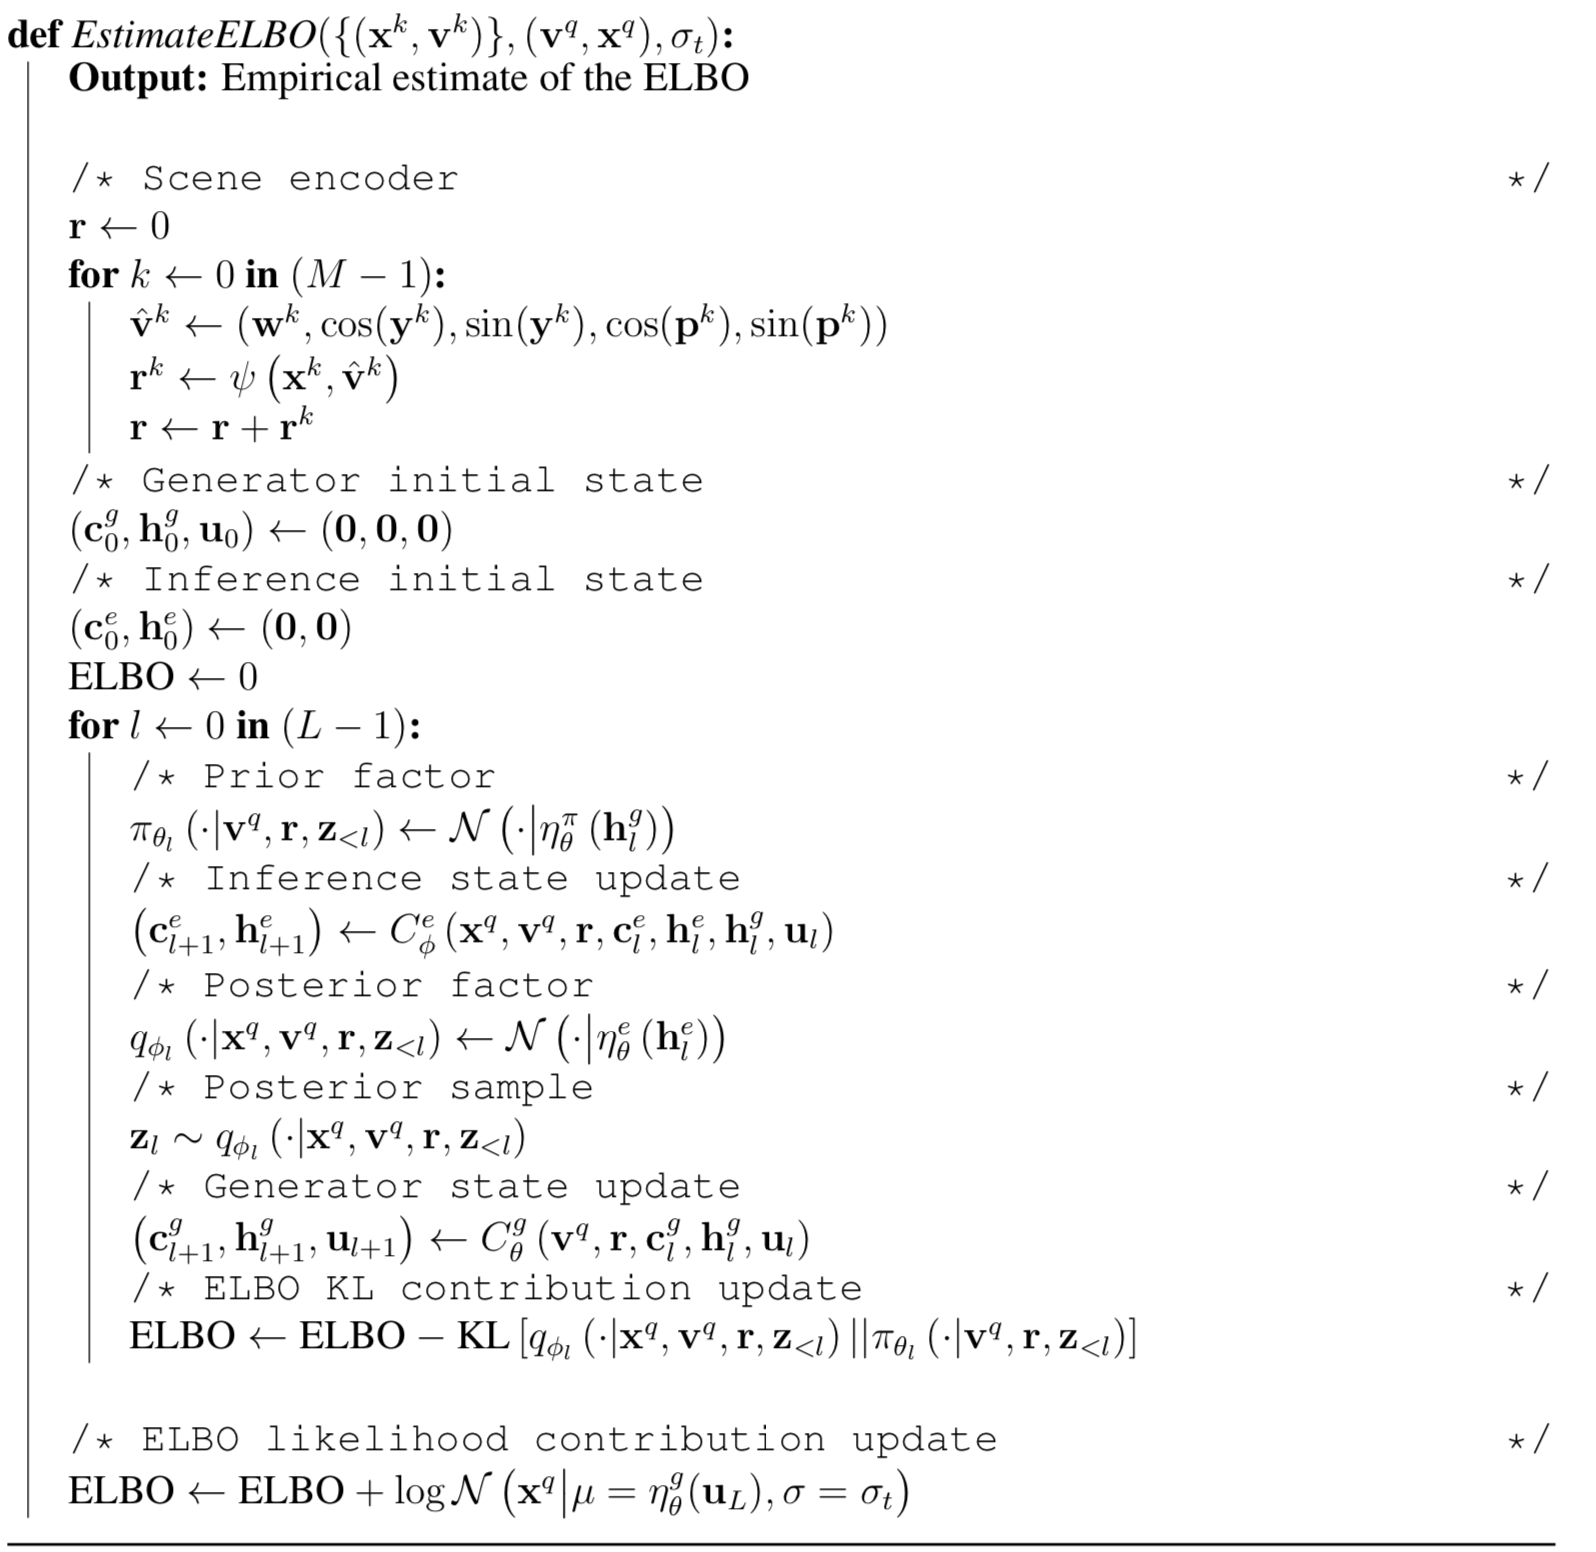 def EstimateELBO({(x^k, v^k)}, (v^q, x^q), σ_t):
Output: Empirical estimate of the ELBO
/* Scene encoder */
r ← 0
for k ← 0 in (M − 1):
v̂^k ← (w^k, cos(y^k), sin(y^k), cos(p^k), sin(p^k))
r^k ← ψ (x^k, v̂^k)
r ← r + r^k
/* Generator initial state */
(c_0^g, h_0^g, u_0) ← (0, 0, 0)
/* Inference initial state */
(c_0^e, h_0^e) ← (0, 0)
ELBO ← 0
for l ← 0 in (L − 1):
/* Prior factor */
π_{θ_l} (·|v^q, r, z_{<l}) ← 𝒩 (·|η_θ^π (h_l^g))
/* Inference state update */
(c_{l+1}^e, h_{l+1}^e) ← C_ϕ^e (x^q, v^q, r, c_l^e, h_l^e, h_l^g, u_l)
/* Posterior factor */
q_{ϕ_l} (·|x^q, v^q, r, z_{<l}) ← 𝒩 (·|η_θ^e (h_l^e))
/* Posterior sample */
z_l ∼ q_{ϕ_l} (·|x^q, v^q, r, z_{<l})
/* Generator state update */
(c_{l+1}^g, h_{l+1}^g, u_{l+1}) ← C_θ^g (v^q, r, c_l^g, h_l^g, u_l)
/* ELBO KL contribution update */
ELBO ← ELBO − KL [q_{ϕ_l} (·|x^q, v^q, r, z_{<l}) ||π_{θ_l} (·|v^q, r, z_{<l})]
/* ELBO likelihood contribution update */
ELBO ← ELBO + log 𝒩 (x^q|μ = η_θ^g(u_L), σ = σ_t)